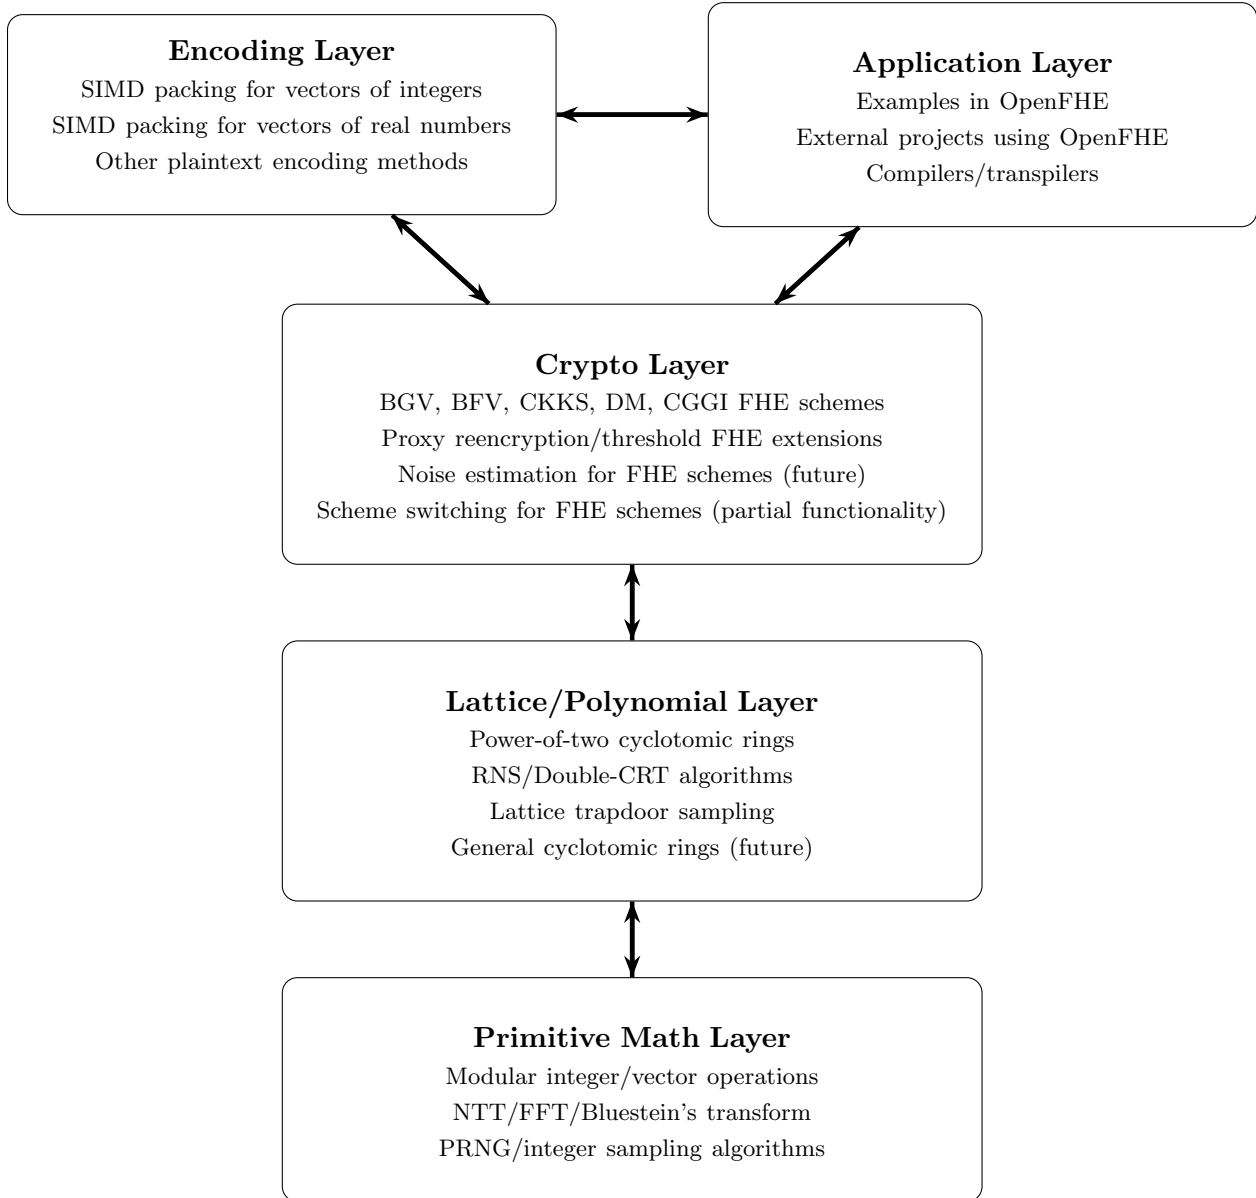 Encoding Layer
SIMD packing for vectors of integers
SIMD packing for vectors of real numbers
Other plaintext encoding methods
Application Layer
Examples in OpenFHE
External projects using OpenFHE
Compilers/transpilers
Crypto Layer
BGV, BFV, CKKS, DM, CGGI FHE schemes
Proxy reencryption/threshold FHE extensions
Noise estimation for FHE schemes (future)
Scheme switching for FHE schemes (partial functionality)
Lattice/Polynomial Layer
Power-of-two cyclotomic rings
RNS/Double-CRT algorithms
Lattice trapdoor sampling
General cyclotomic rings (future)
Primitive Math Layer
Modular integer/vector operations
NTT/FFT/Bluestein's transform
PRNG/integer sampling algorithms